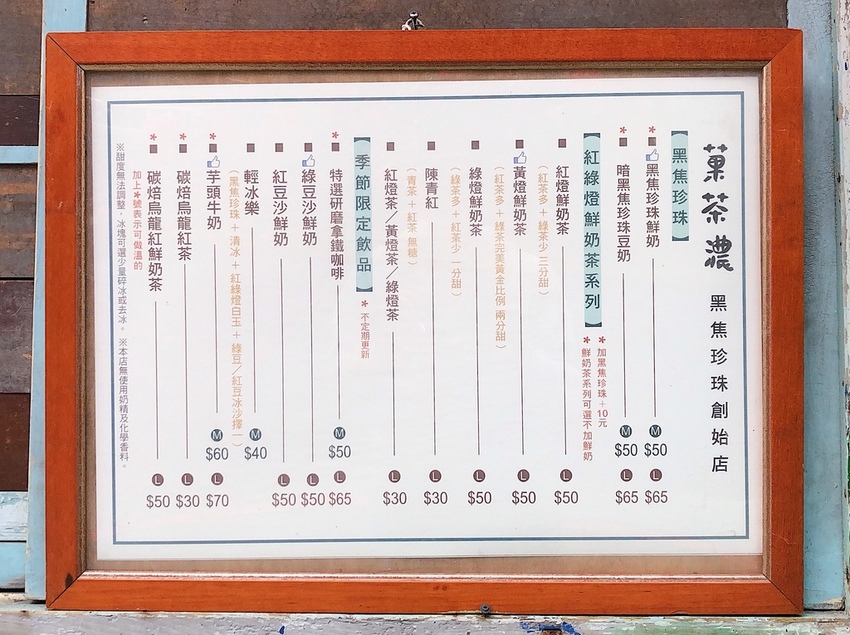 菓茶濃 黑焦珍珠創始店
【黑焦珍珠】
*■👍黑焦珍珠鮮奶 M $50 L $65
*■暗黑焦珍珠豆奶 M $50 L $65
【紅綠燈鮮奶茶系列】
*加黑焦珍珠+10元
*鮮奶茶系列可選不加鮮奶
■紅燈鮮奶茶 L $50
(紅茶多+綠茶少 三分甜)
■👍黃燈鮮奶茶 L $50
(紅茶多+綠茶完美黃金比例 兩分甜)
■綠燈鮮奶茶 L $50
(綠茶多+紅茶少 一分甜)
■陳青紅 L $30
(青茶+紅茶 無糖)
■紅燈茶/黃燈茶/綠燈茶 L $30
【季節限定飲品】 *不定期更新
*■特選研磨拿鐵咖啡 M $50 L $65
■👍綠豆沙鮮奶 L $50
■紅豆沙鮮奶 L $50
■輕冰樂 M $40
(黑焦珍珠+清冰+紅綠燈白玉+綠豆/紅豆冰沙擇一)
*■👍芋頭牛奶 M $60 L $70
*■碳焙烏龍紅茶 L $30
*■碳焙烏龍紅鮮奶茶 L $50
加上*號表示可做溫的
※甜度無法調整,冰塊可選少量碎冰或去冰。 ※本店無使用奶精及化學香料。